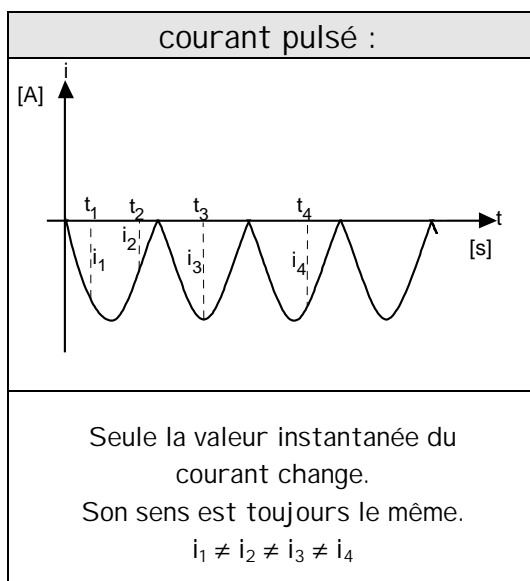 courant pulsé :
i
[A]
t₁ t₂ t₃ t₄ t
i₁ i₂ i₃ i₄ [s]
Seule la valeur instantanée du
courant change.
Son sens est toujours le même.
i₁ ≠ i₂ ≠ i₃ ≠ i₄